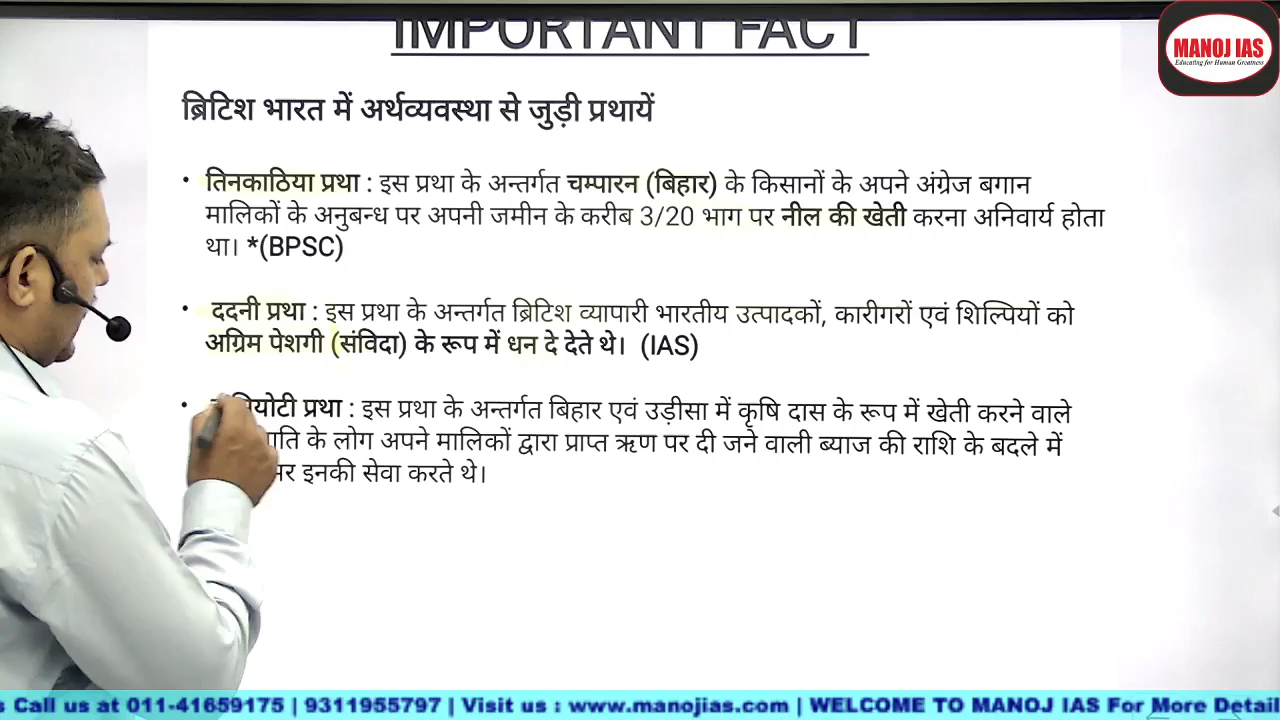 IMPORTANT FACT
MANOJ IAS
Educating for Human Greatness
ब्रिटिश भारत में अर्थव्यवस्था से जुड़ी प्रथायें
• तिनकाठिया प्रथा : इस प्रथा के अन्तर्गत चम्पारन (बिहार) के किसानों के अपने अंग्रेज बगान
मालिकों के अनुबन्ध पर अपनी जमीन के करीब 3/20 भाग पर नील की खेती करना अनिवार्य होता
था। *(BPSC)
• ददनी प्रथा : इस प्रथा के अन्तर्गत ब्रिटिश व्यापारी भारतीय उत्पादकों, कारीगरों एवं शिल्पियों को
अग्रिम पेशगी (संविदा) के रूप में धन दे देते थे। (IAS)
• प्रथा : इस प्रथा के अन्तर्गत बिहार एवं उड़ीसा में कृषि दास के रूप में खेती करने वाले
के लोग अपने मालिकों द्वारा प्राप्त ऋण पर दी जने वाली ब्याज की राशि के बदले में
इनकी सेवा करते थे।
Call us at 011-41659175 | 9311955797 | Visit us : www.manojias.com | WELCOME TO MANOJ IAS For More